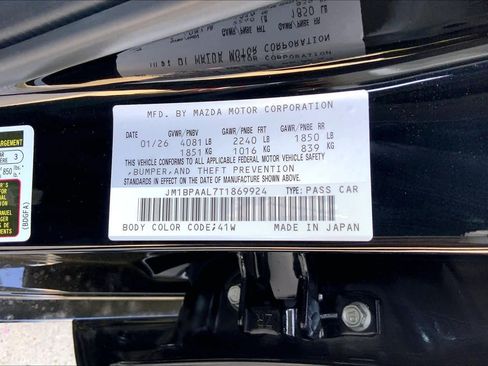 MFD. BY MAZDA MOTOR CORPORATION
DATE GVWR/PNBV GAWR/PNBE FRT GAWR/PNBE RR
01/26 4081 LB 2240 LB 1850 LB
1851 KG 1016 KG 839 KG
THIS VEHICLE CONFORMS TO ALL APPLICABLE FEDERAL MOTOR VEHICLE SAFETY
,BUMPER,AND THEFT PREVENTION
STANDARDS IN EFFECT ON THE DATE OF MANUFACTURE SHOWN ABOVE.
JM1BPAAL7T1869924 TYPE: PASS CAR
BODY COLOR CODE;41W MADE IN JAPAN
3
850
(BDGFA)
MOTOR CORPORATION